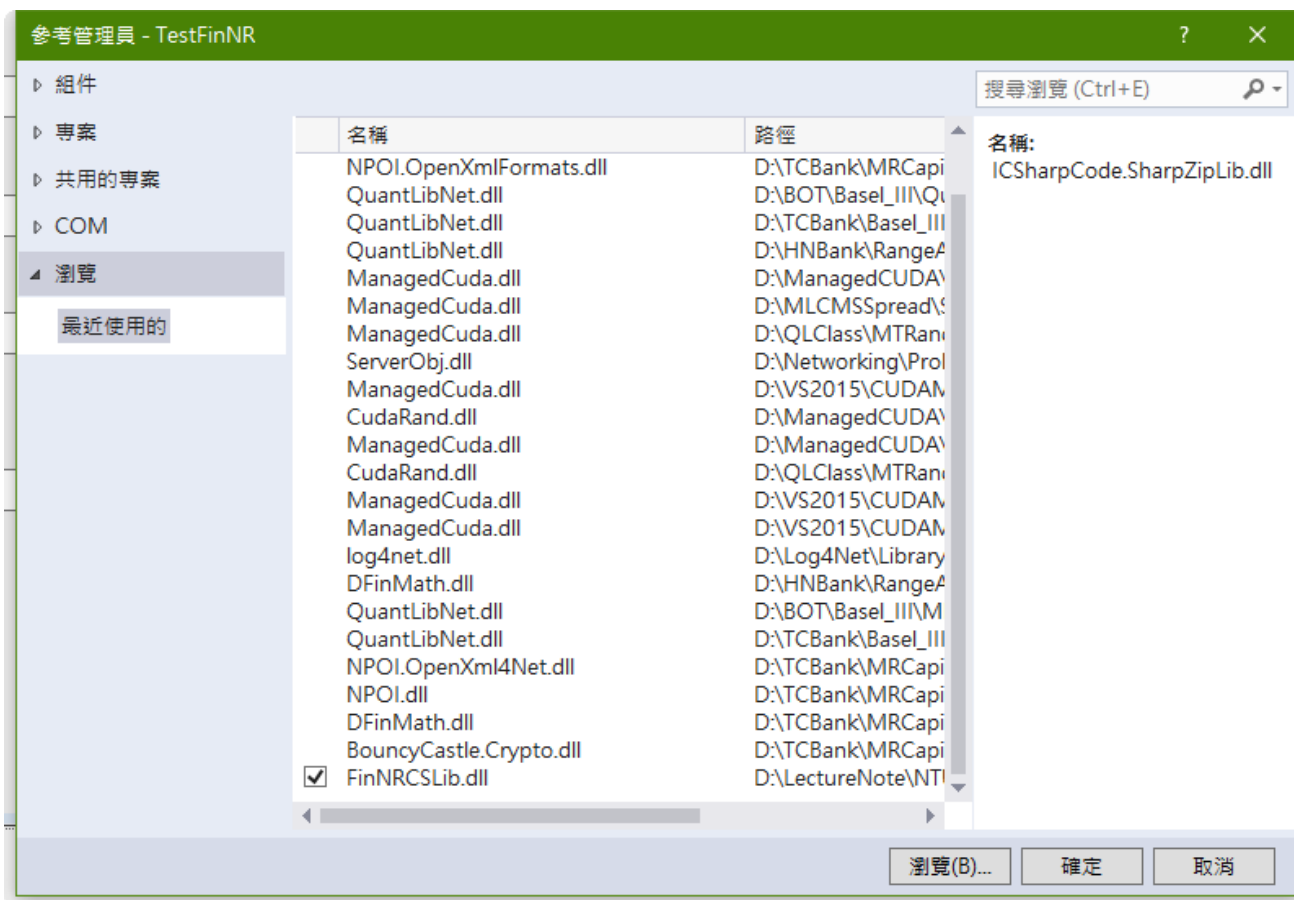 參考管理員 - TestFinNR ? ×
組件
專案
共用的專案
COM
瀏覽
最近使用的
名稱 路徑
NPOI.OpenXmlFormats.dll D:\TCBank\MRCapi
QuantLibNet.dll D:\BOT\Basel_III\Qu
QuantLibNet.dll D:\TCBank\Basel_III
QuantLibNet.dll D:\HNBank\RangeA
ManagedCuda.dll D:\ManagedCUDA\
ManagedCuda.dll D:\MLCMSSpread\S
ManagedCuda.dll D:\QLClass\MTRand
ServerObj.dll D:\Networking\Prol
ManagedCuda.dll D:\VS2015\CUDAM
CudaRand.dll D:\ManagedCUDA\
ManagedCuda.dll D:\ManagedCUDA\
CudaRand.dll D:\QLClass\MTRand
ManagedCuda.dll D:\VS2015\CUDAM
ManagedCuda.dll D:\VS2015\CUDAM
log4net.dll D:\Log4Net\Library
DFinMath.dll D:\HNBank\RangeA
QuantLibNet.dll D:\BOT\Basel_III\M
QuantLibNet.dll D:\TCBank\Basel_III
NPOI.OpenXml4Net.dll D:\TCBank\MRCapi
NPOI.dll D:\TCBank\MRCapi
DFinMath.dll D:\TCBank\MRCapi
BouncyCastle.Crypto.dll D:\TCBank\MRCapi
FinNRCSLib.dll D:\LectureNote\NTU
搜尋瀏覽 (Ctrl+E)
名稱:
ICSharpCode.SharpZipLib.dll
瀏覽(B)... 確定 取消